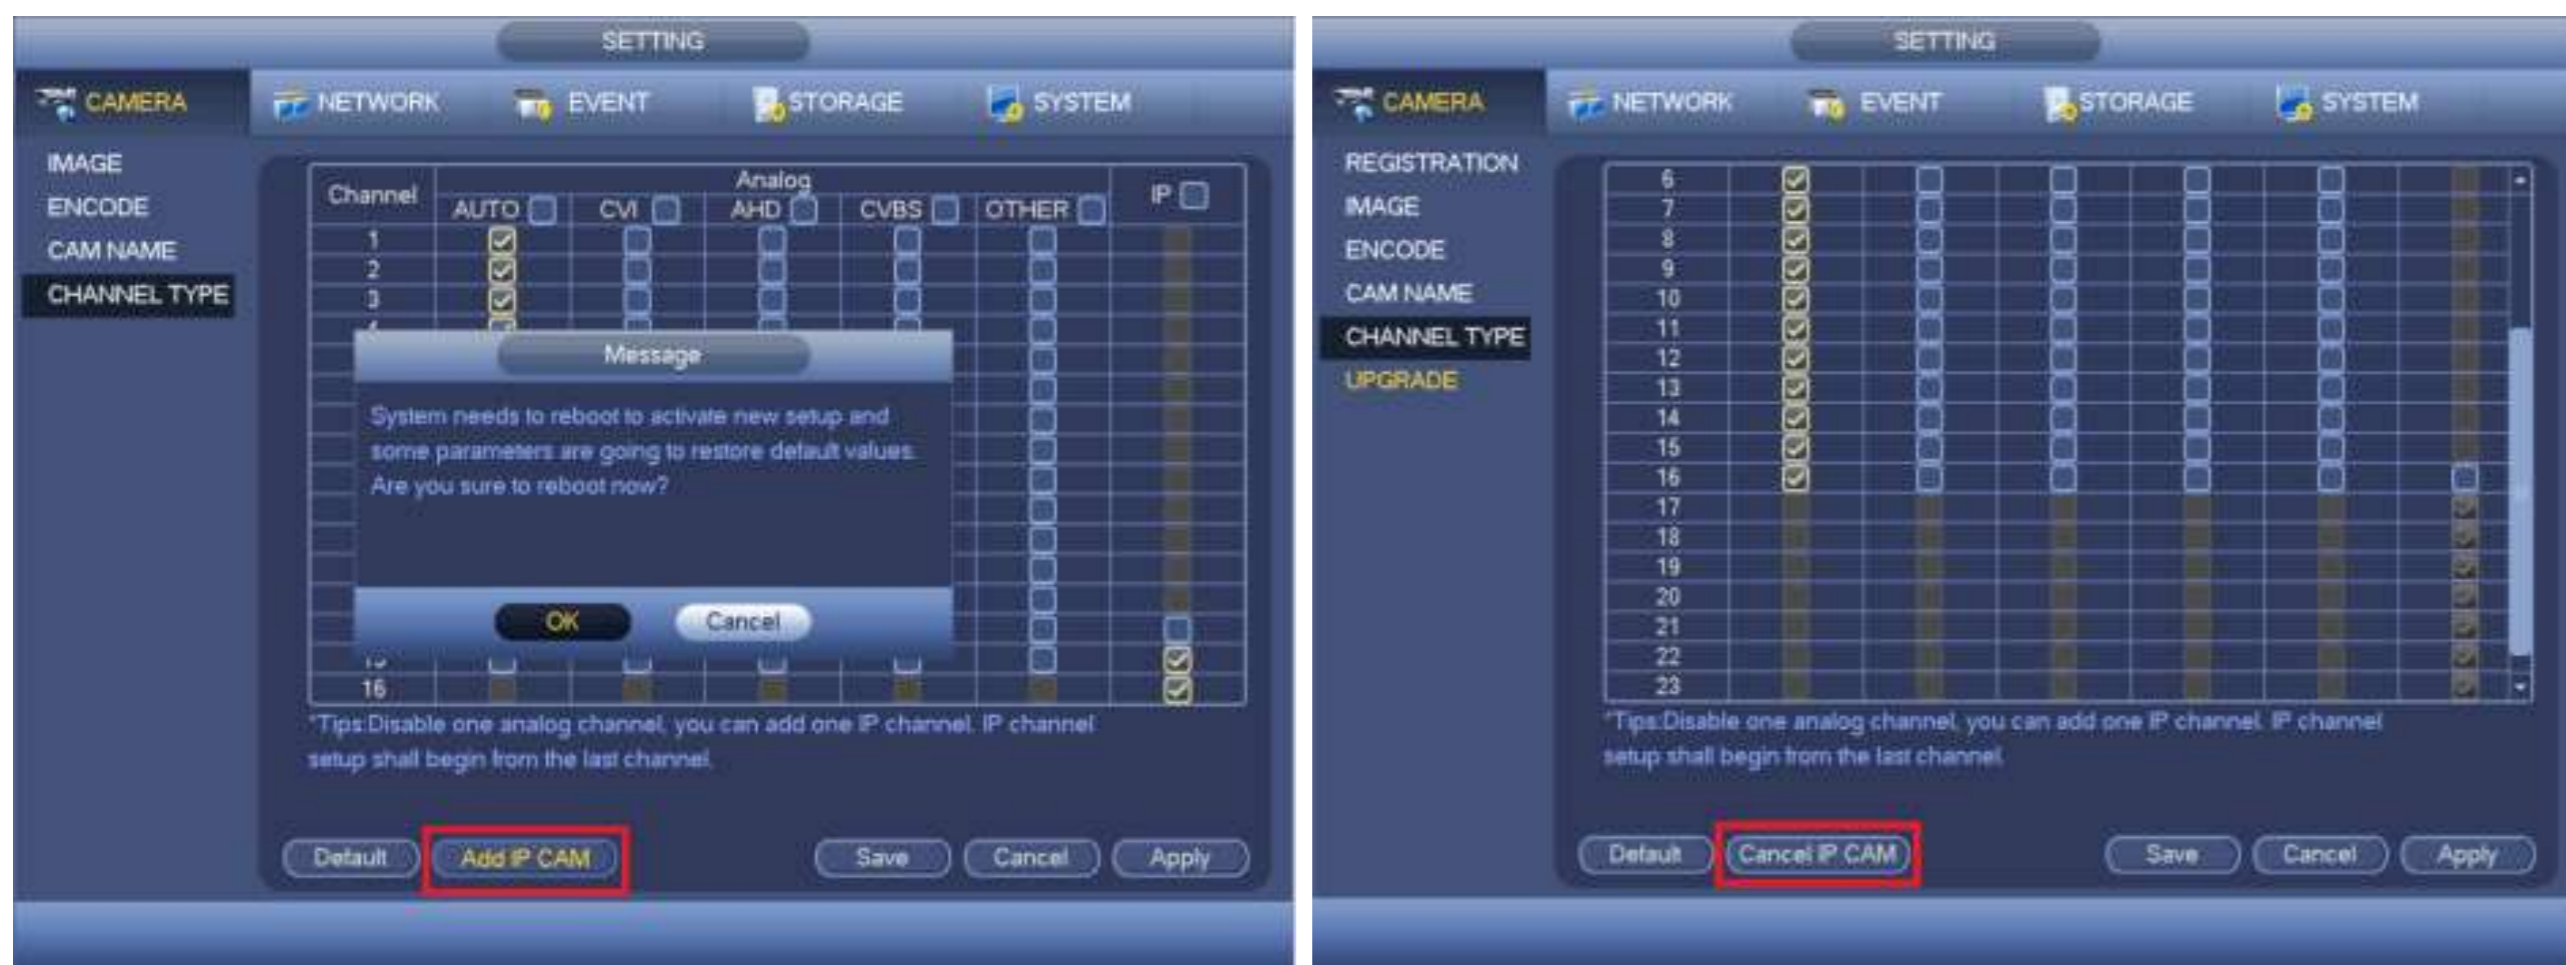 SETTING
CAMERA NETWORK EVENT STORAGE SYSTEM
IMAGE
ENCODE
CAM NAME
CHANNEL TYPE
Channel Analog IP
AUTO CVI AHD CVBS OTHER
1
2
3
Message
System needs to reboot to activate new setup and
some parameters are going to restore default values.
Are you sure to reboot now?
OK Cancel
16
*Tips:Disable one analog channel, you can add one IP channel. IP channel
setup shall begin from the last channel.
Default Add IP CAM Save Cancel Apply
SETTING
CAMERA NETWORK EVENT STORAGE SYSTEM
REGISTRATION
IMAGE
ENCODE
CAM NAME
CHANNEL TYPE
UPGRADE
6
7
8
9
10
11
12
13
14
15
16
17
18
19
20
21
22
23
*Tips:Disable one analog channel, you can add one IP channel. IP channel
setup shall begin from the last channel.
Default Cancel IP CAM Save Cancel Apply